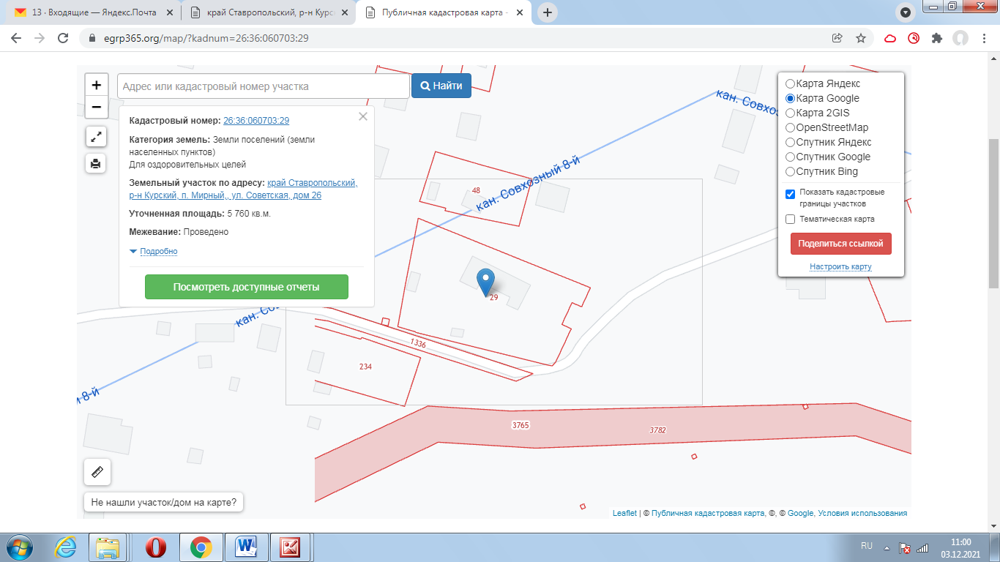 13 · Входящие — Яндекс.Почта
край Ставропольский, р-н Курс
Публичная кадастровая карта -
egrp365.org/map/?kadnum=26:36:060703:29
+
−
Адрес или кадастровый номер участка
Найти
Кадастровый номер: 26:36:060703:29
Категория земель: Земли поселений (земли
населенных пунктов)
Для оздоровительных целей
Земельный участок по адресу: край Ставропольский,
р-н Курский, п. Мирный,, ул. Советская, дом 26
Уточненная площадь: 5 760 кв.м.
Межевание: Проведено
Подробно
Посмотреть доступные отчеты
Карта Яндекс
Карта Google
Карта 2GIS
OpenStreetMap
Спутник Яндекс
Спутник Google
Спутник Bing
Показать кадастровые
границы участков
Тематическая карта
Поделиться ссылкой
Настроить карту
кан. Совхозн
48
кан. Совхозный 8-й
29
кан. Сов
1336
234
й 8-й
3765
3782
Не нашли участок/дом на карте?
Leaflet | © Публичная кадастровая карта, ©, © Google, Условия использования
RU
11:00
03.12.2021